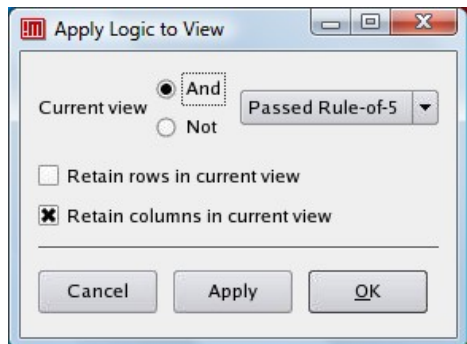 Apply Logic to View
And
Current view
Passed Rule-of-5
Not
Retain rows in current view
Retain columns in current view
Cancel
Apply
OK